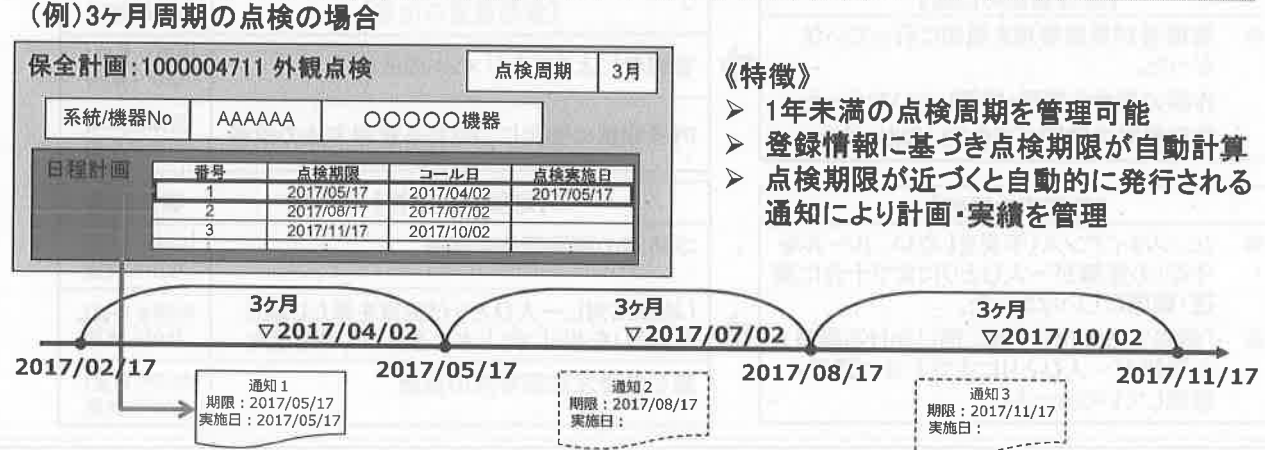 (例)3ヶ月周期の点検の場合
保全計画:1000004711 外観点検
点検周期 3月
系統/機器No AAAAAA 〇〇〇〇〇機器
日程計画
番号 点検期限 コール日 点検実施日
1 2017/05/17 2017/04/02 2017/05/17
2 2017/08/17 2017/07/02
3 2017/11/17 2017/10/02
《特徴》
➢ 1年未満の点検周期を管理可能
➢ 登録情報に基づき点検期限が自動計算
➢ 点検期限が近づくと自動的に発行される
通知により計画・実績を管理
3ヶ月 3ヶ月 3ヶ月
▽2017/04/02 ▽2017/07/02 ▽2017/10/02
2017/02/17 2017/05/17 2017/08/17 2017/11/17
通知1
期限：2017/05/17
実施日：2017/05/17
通知2
期限：2017/08/17
実施日：
通知3
期限：2017/11/17
実施日：